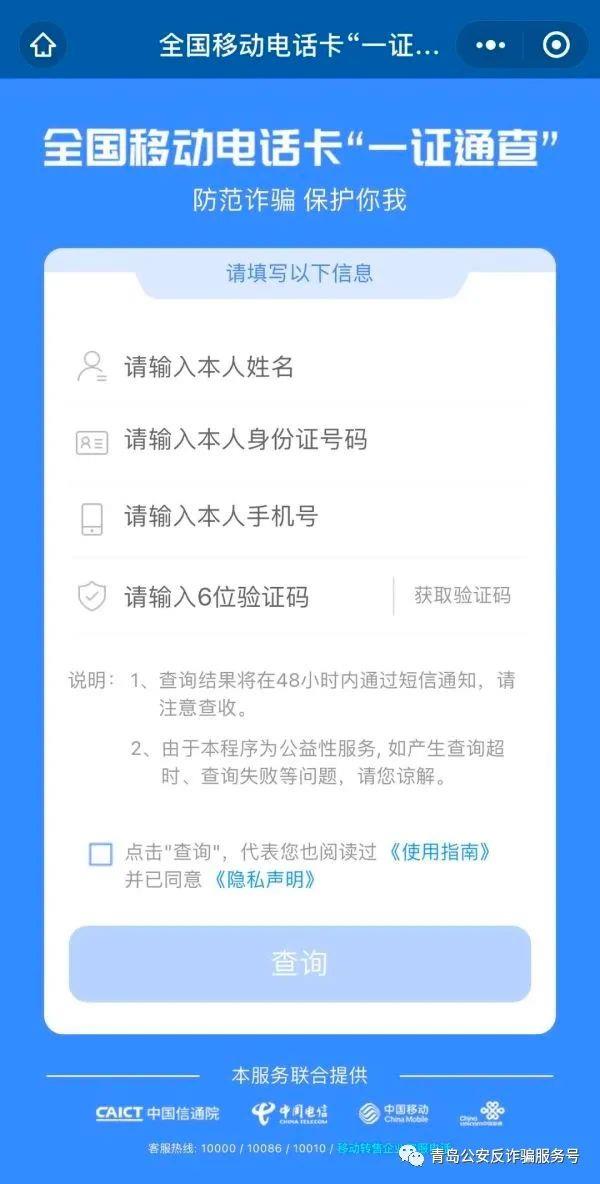 全国移动电话卡“一证...
全国移动电话卡“一证通查”
防范诈骗 保护你我
请填写以下信息
请输入本人姓名
请输入本人身份证号码
请输入本人手机号
请输入6位验证码 获取验证码
说明： 1、查询结果将在48小时内通过短信通知，请
注意查收。
2、由于本程序为公益性服务, 如产生查询超
时、查询失败等问题，请您谅解。
点击"查询"，代表您也阅读过 《使用指南》
并已同意 《隐私声明》
查询
本服务联合提供
CAICT 中国信通院 中国电信 CHINA TELECOM 中国移动 China Mobile China unicom中国联通
客服热线: 10000 / 10086 / 10010 / 移动转售企业客服电话
青岛公安反诈骗服务号